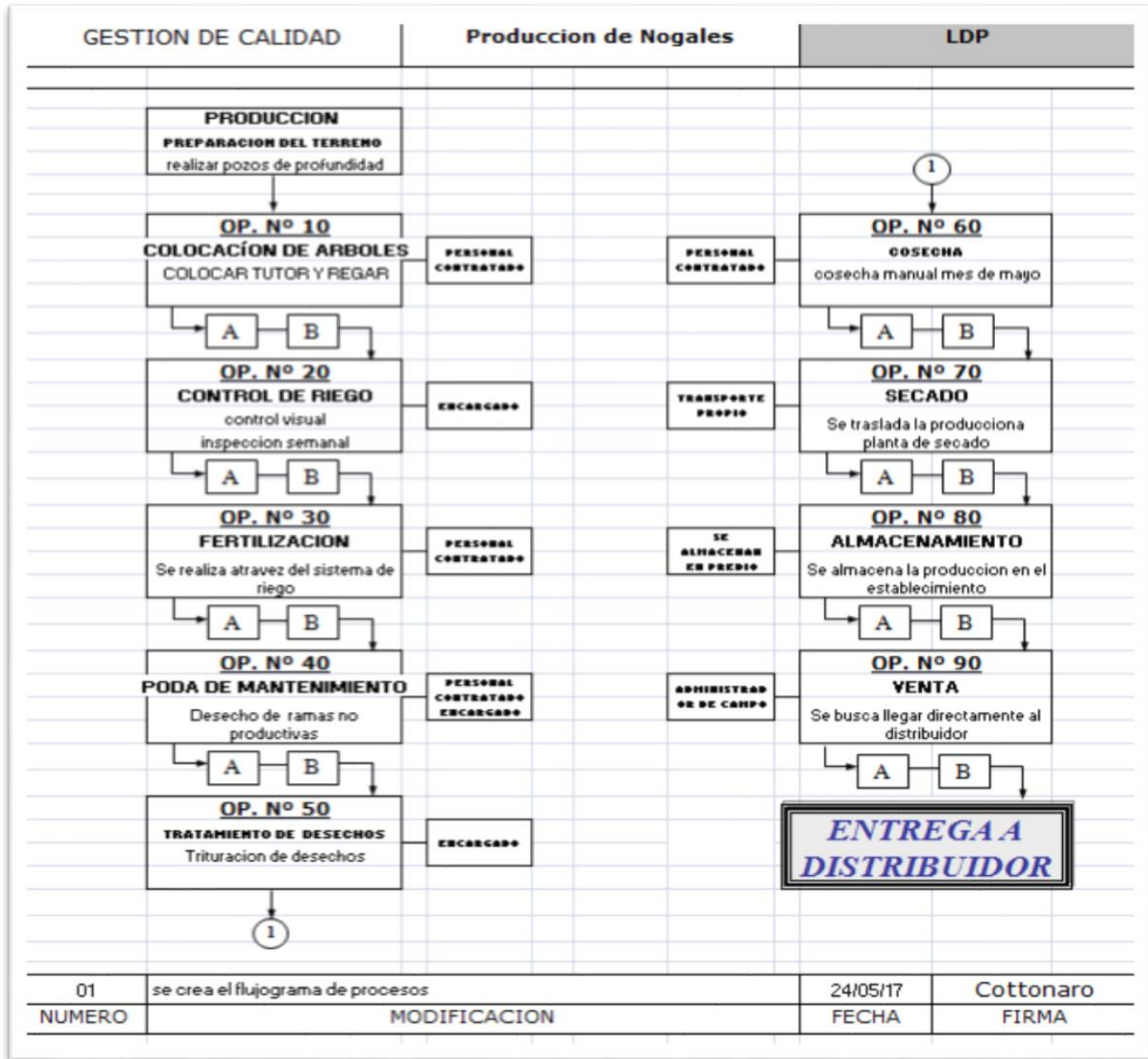 GESTION DE CALIDAD
Produccion de Nogales
LDP
PRODUCCION
PREPARACION DEL TERRENO
realizar pozos de profundidad
OP. Nº 10
COLOCACÍON DE ARBOLES
COLOCAR TUTOR Y REGAR
PERSONAL
CONTRATADO
A
B
OP. Nº 20
CONTROL DE RIEGO
control visual
inspeccion semanal
ENCARGADO
A
B
OP. Nº 30
FERTILIZACION
Se realiza atravez del sistema de
riego
PERSONAL
CONTRATADO
A
B
OP. Nº 40
PODA DE MANTENIMIENTO
Desecho de ramas no
productivas
PERSONAL
CONTRATADO
ENCARGADO
A
B
OP. Nº 50
TRATAMIENTO DE DESECHOS
Trituracion de desechos
ENCARGADO
1
1
OP. Nº 60
COSECHA
cosecha manual mes de mayo
PERSONAL
CONTRATADO
A
B
OP. Nº 70
SECADO
Se traslada la producciona
planta de secado
TRANSPORTE
PROPIO
A
B
OP. Nº 80
ALMACENAMIENTO
Se almacena la produccion en el
establecimiento
SE
ALMACENAN
EN PREDIO
A
B
OP. Nº 90
VENTA
Se busca llegar directamente al
distribuidor
ADMINISTRAD
OR DE CAMPO
A
B
ENTREGA A
DISTRIBUIDOR
01
se crea el flujograma de procesos
24/05/17
Cottonaro
NUMERO
MODIFICACION
FECHA
FIRMA